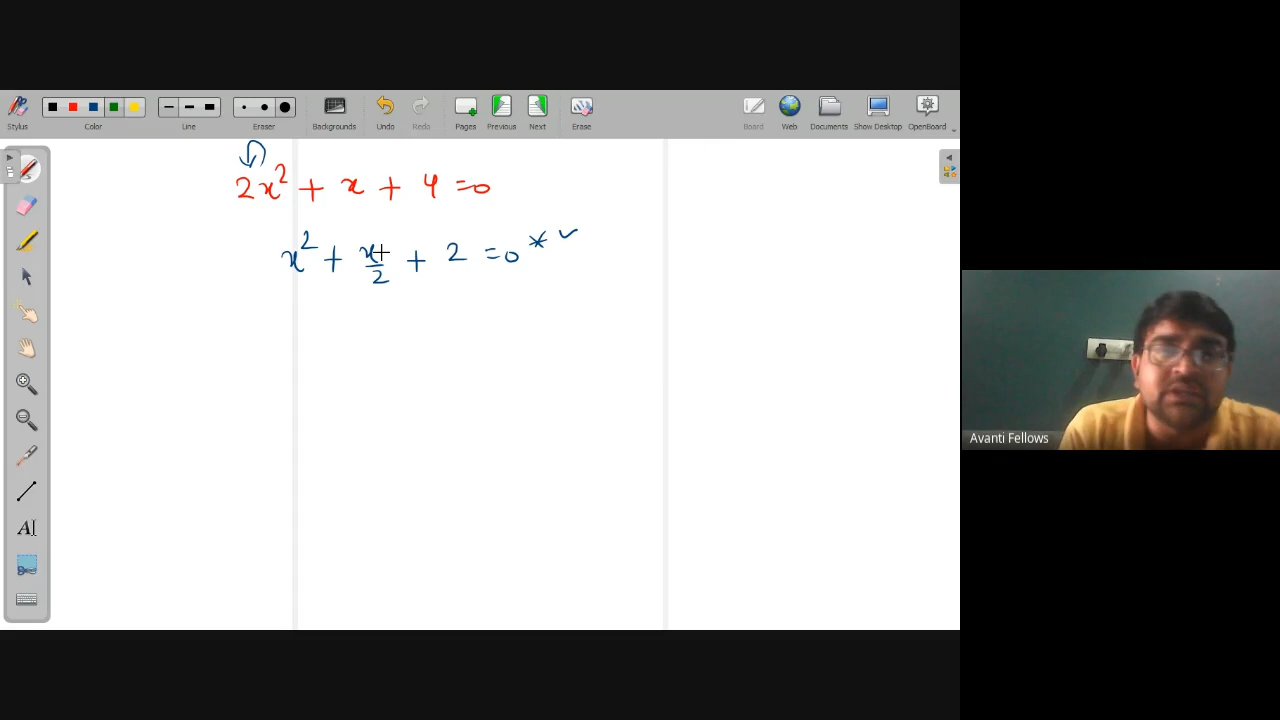 Stylus Color Line Eraser Backgrounds Undo Redo Pages Previous Next Erase Board Web Documents Show Desktop OpenBoard
2x² + x + 4 =0
x² + x/2 + 2 =0 * ✓
Avanti Fellows
AI